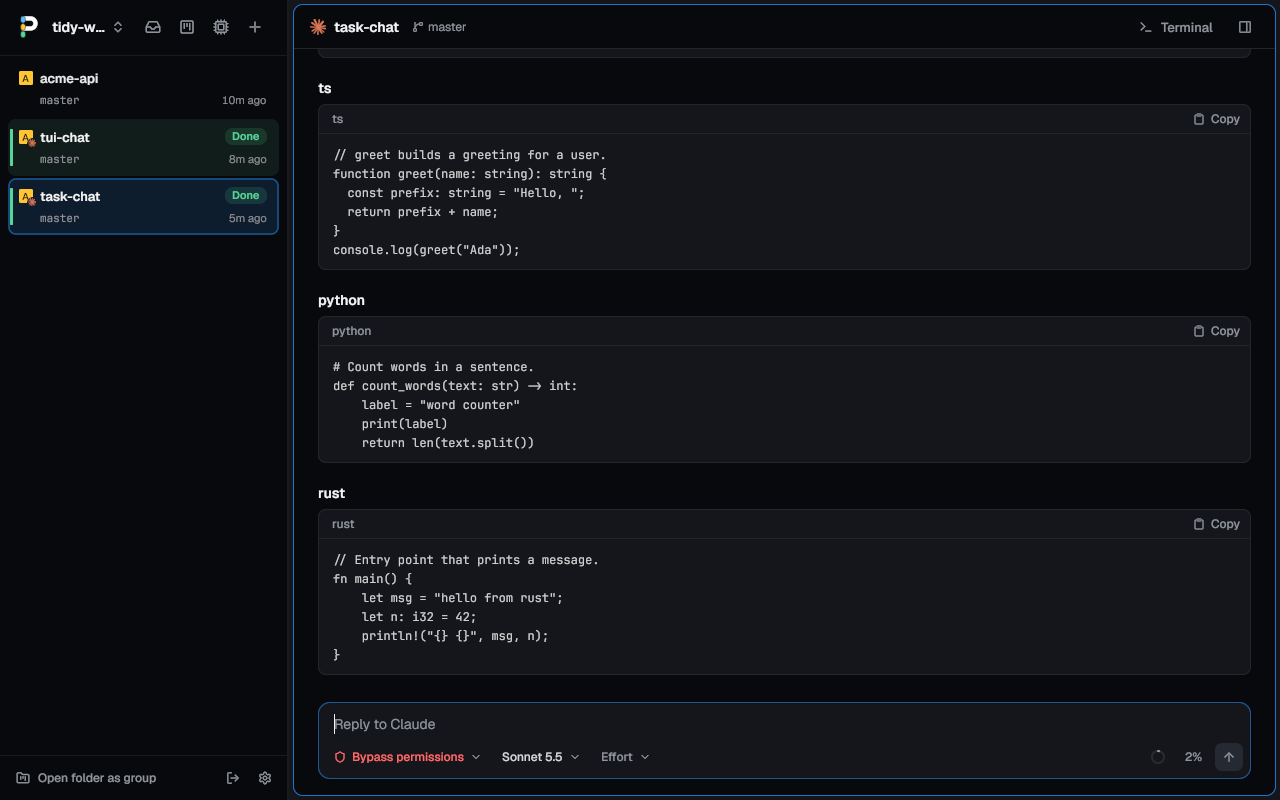 tidy-w...
acme-api
master
10m ago
tui-chat
Done
master
8m ago
task-chat
Done
master
5m ago
Open folder as group
task-chat
master
Terminal
ts
ts
Copy
// greet builds a greeting for a user.
function greet(name: string): string {
  const prefix: string = "Hello, ";
  return prefix + name;
}
console.log(greet("Ada"));
python
python
Copy
# Count words in a sentence.
def count_words(text: str) -> int:
    label = "word counter"
    print(label)
    return len(text.split())
rust
rust
Copy
// Entry point that prints a message.
fn main() {
    let msg = "hello from rust";
    let n: i32 = 42;
    println!("{} {}", msg, n);
}
Reply to Claude
Bypass permissions
Sonnet 5.5
Effort
2%